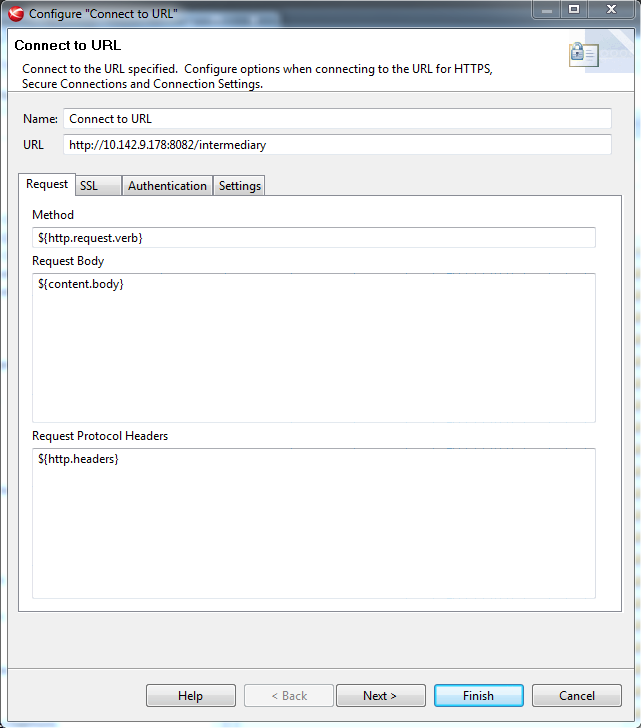 Configure "Connect to URL"
Connect to URL
Connect to the URL specified.  Configure options when connecting to the URL for HTTPS,
Secure Connections and Connection Settings.
Name: Connect to URL
URL http://10.142.9.178:8082/intermediary
Request SSL Authentication Settings
Method
${http.request.verb}
Request Body
${content.body}
Request Protocol Headers
${http.headers}
Help < Back Next > Finish Cancel